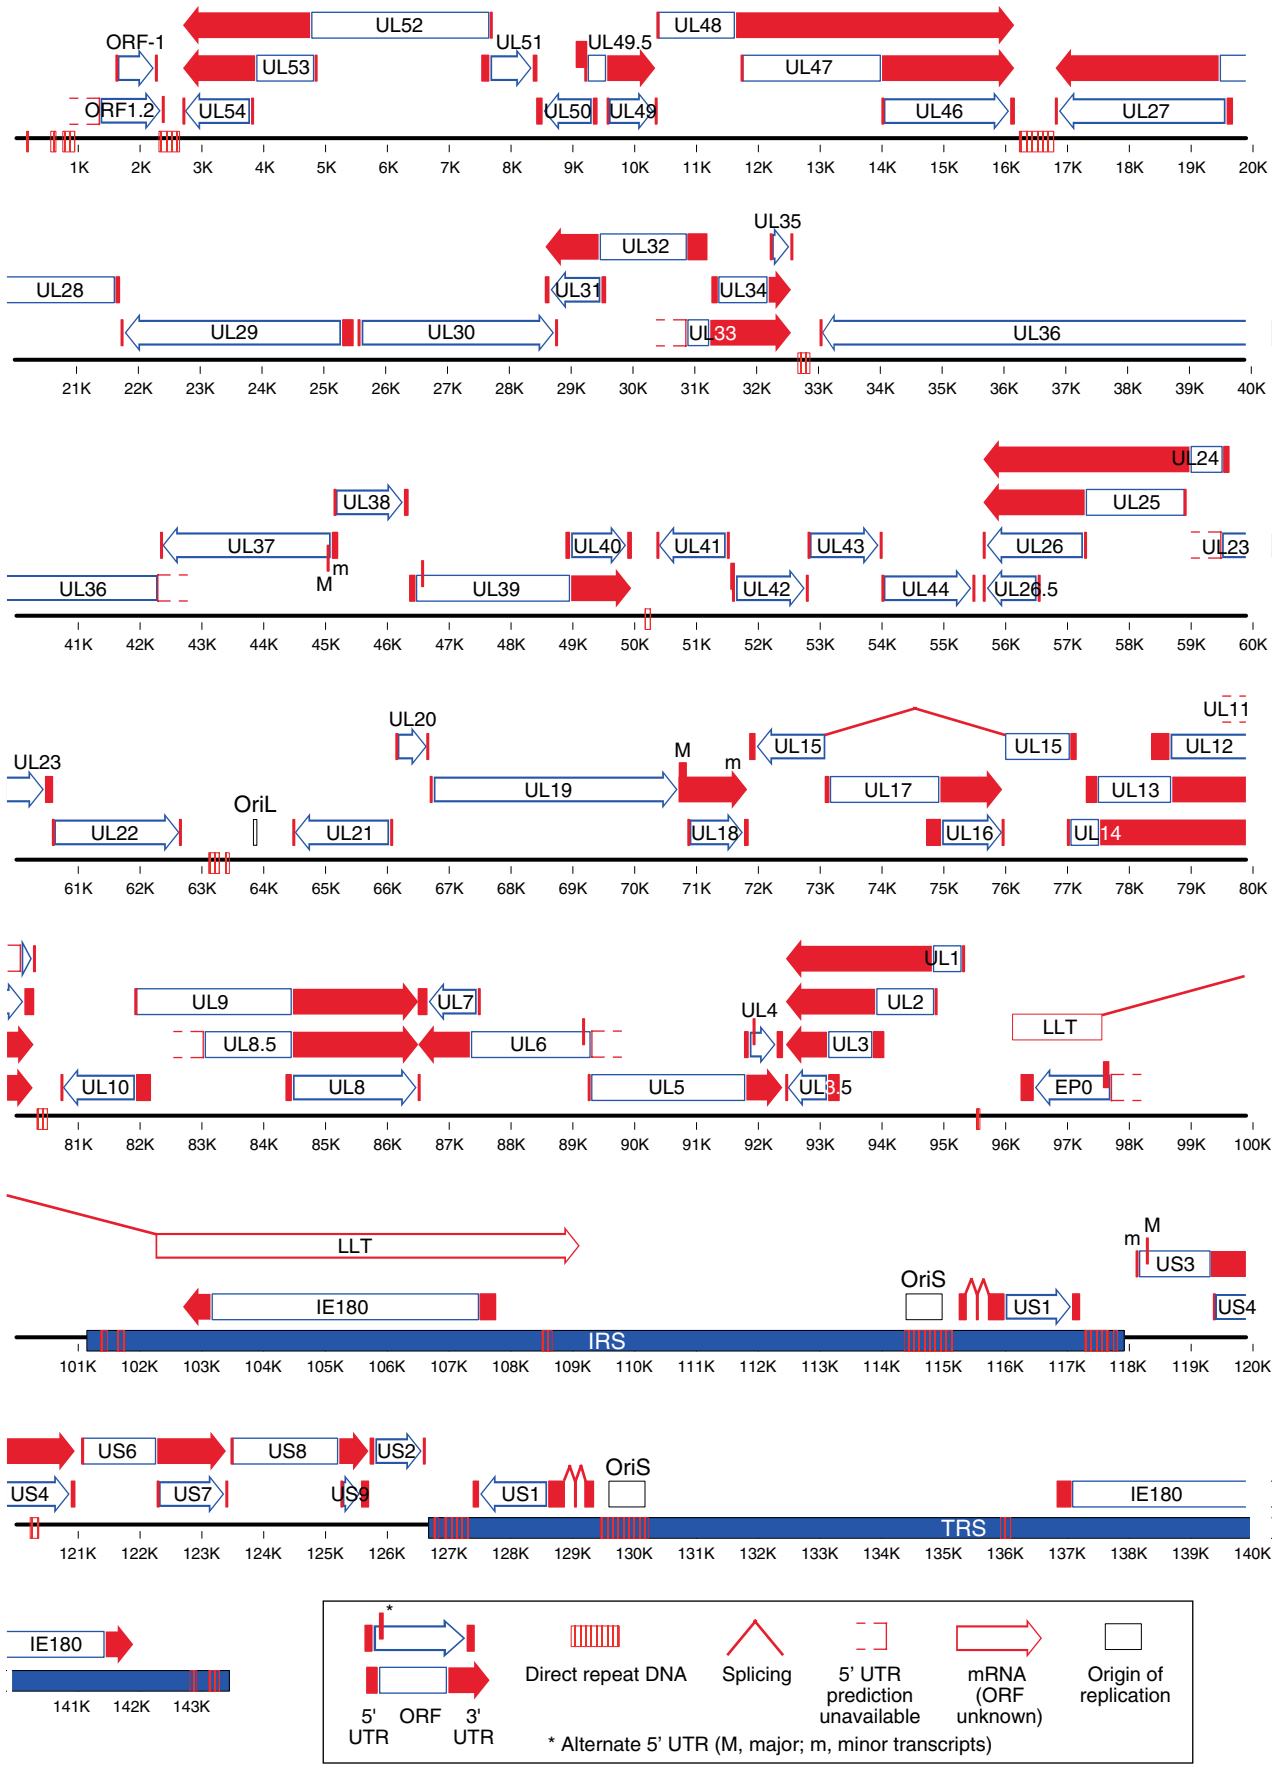 UL52 UL48
ORF-1 UL51 UL49.5
UL53 UL47
ORF1.2 UL54 UL50 UL49 UL46 UL27
1K 2K 3K 4K 5K 6K 7K 8K 9K 10K 11K 12K 13K 14K 15K 16K 17K 18K 19K 20K
UL35
UL32
UL28 UL31 UL34
UL29 UL30 UL33 UL36
21K 22K 23K 24K 25K 26K 27K 28K 29K 30K 31K 32K 33K 34K 35K 36K 37K 38K 39K 40K
UL24
UL38 UL25
UL37 UL40 UL41 UL43 UL26 UL23
M m
UL36 UL39 UL42 UL44 UL26.5
41K 42K 43K 44K 45K 46K 47K 48K 49K 50K 51K 52K 53K 54K 55K 56K 57K 58K 59K 60K
UL11
UL20
M m UL15 UL15 UL12
UL23
UL19 UL17 UL13
OriL
UL22 UL21 UL18 UL16 UL14
61K 62K 63K 64K 65K 66K 67K 68K 69K 70K 71K 72K 73K 74K 75K 76K 77K 78K 79K 80K
UL1
UL9 UL7 UL4 UL2
LLT
UL8.5 UL6 UL3
UL10 UL8 UL5 UL3.5 EP0
81K 82K 83K 84K 85K 86K 87K 88K 89K 90K 91K 92K 93K 94K 95K 96K 97K 98K 99K 100K
M
m
LLT US3
OriS
IE180 US1 US4
IRS
101K 102K 103K 104K 105K 106K 107K 108K 109K 110K 111K 112K 113K 114K 115K 116K 117K 118K 119K 120K
US6 US8 US2
OriS
US4 US7 US9 US1 IE180
TRS
121K 122K 123K 124K 125K 126K 127K 128K 129K 130K 131K 132K 133K 134K 135K 136K 137K 138K 139K 140K
*
IE180
141K 142K 143K
5' UTR ORF 3' UTR
Direct repeat DNA
Splicing
5’ UTR
prediction
unavailable
mRNA
(ORF
unknown)
Origin of
replication
* Alternate 5’ UTR (M, major; m, minor transcripts)